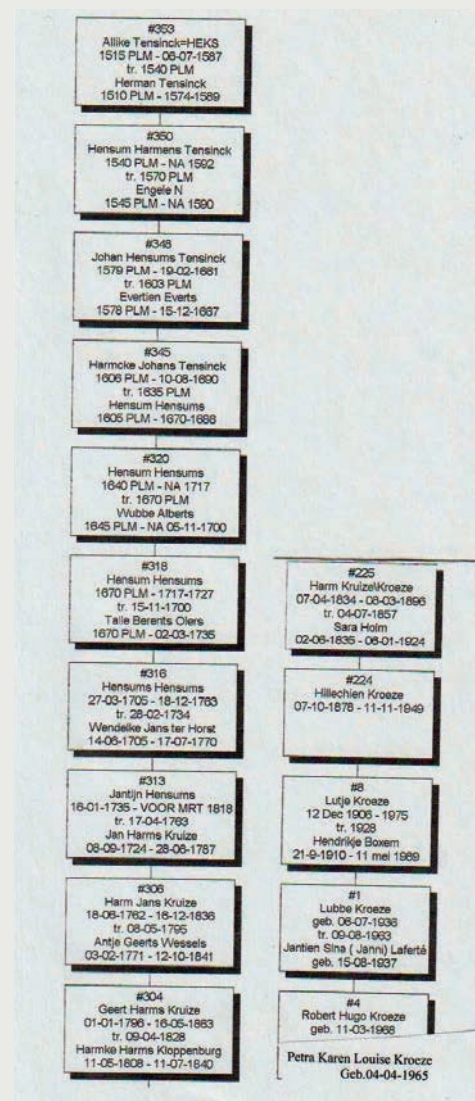 #353
Allike Tensinck=HEKS
1515 PLM - 06-07-1587
tr. 1540 PLM
Herman Tensinck
1510 PLM - 1574-1589
#350
Hensum Harmens Tensinck
1540 PLM - NA 1592
tr. 1570 PLM
Engele N
1545 PLM - NA 1590
#348
Johan Hensums Tensinck
1579 PLM - 19-02-1661
tr. 1603 PLM
Evertien Everts
1578 PLM - 15-12-1667
#345
Harmcke Johans Tensinck
1606 PLM - 10-08-1690
tr. 1635 PLM
Hensum Hensums
1605 PLM - 1670-1686
#320
Hensum Hensums
1640 PLM - NA 1717
tr. 1670 PLM
Wubbe Alberts
1645 PLM - NA 05-11-1700
#318
Hensum Hensums
1670 PLM - 1717-1727
tr. 15-11-1700
Talle Berents Olers
1670 PLM - 02-03-1735
#316
Hensums Hensums
27-03-1705 - 18-12-1763
tr. 28-02-1734
Wendelke Jans ter Horst
14-06-1705 - 17-07-1770
#313
Jantijn Hensums
16-01-1735 - VOOR MRT 1818
tr. 17-04-1763
Jan Harms Kruize
08-09-1724 - 28-06-1787
#306
Harm Jans Kruize
18-06-1762 - 16-12-1836
tr. 08-05-1795
Antje Geerts Wessels
03-02-1771 - 12-10-1841
#304
Geert Harms Kruize
01-01-1796 - 16-05-1883
tr. 09-04-1828
Harmke Harms Kloppenburg
11-05-1808 - 11-07-1840
#225
Harm Kruize\Kroeze
07-04-1834 - 08-03-1896
tr. 04-07-1857
Sara Holm
02-06-1835 - 06-01-1924
#224
Hillechien Kroeze
07-10-1878 - 11-11-1949
#8
Lutje Kroeze
12 Dec 1906 - 1975
tr. 1928
Hendrikje Boxem
21-9-1910 - 11 mei 1989
#1
Lubbe Kroeze
geb. 06-07-1936
tr. 09-08-1963
Jantien Sina ( Janni) Laferté
geb. 15-08-1937
#4
Robert Hugo Kroeze
geb. 11-03-1968
Petra Karen Louise Kroeze
Geb.04-04-1965